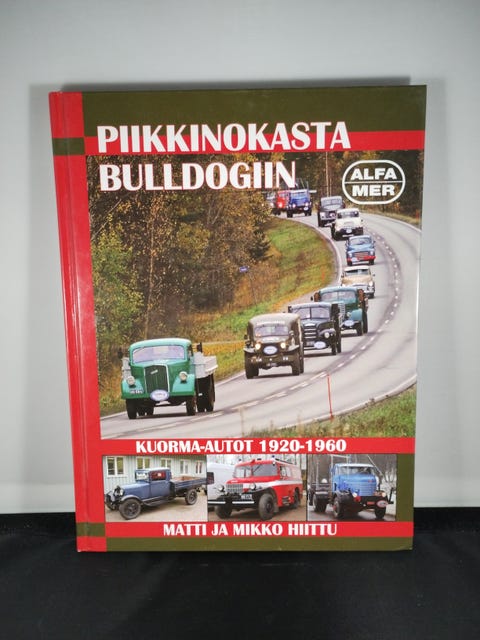 PIIKKINOKASTA
BULLDOGIIN
ALFA
MER
KUORMA-AUTOT 1920-1960
MATTI JA MIKKO HIITTU